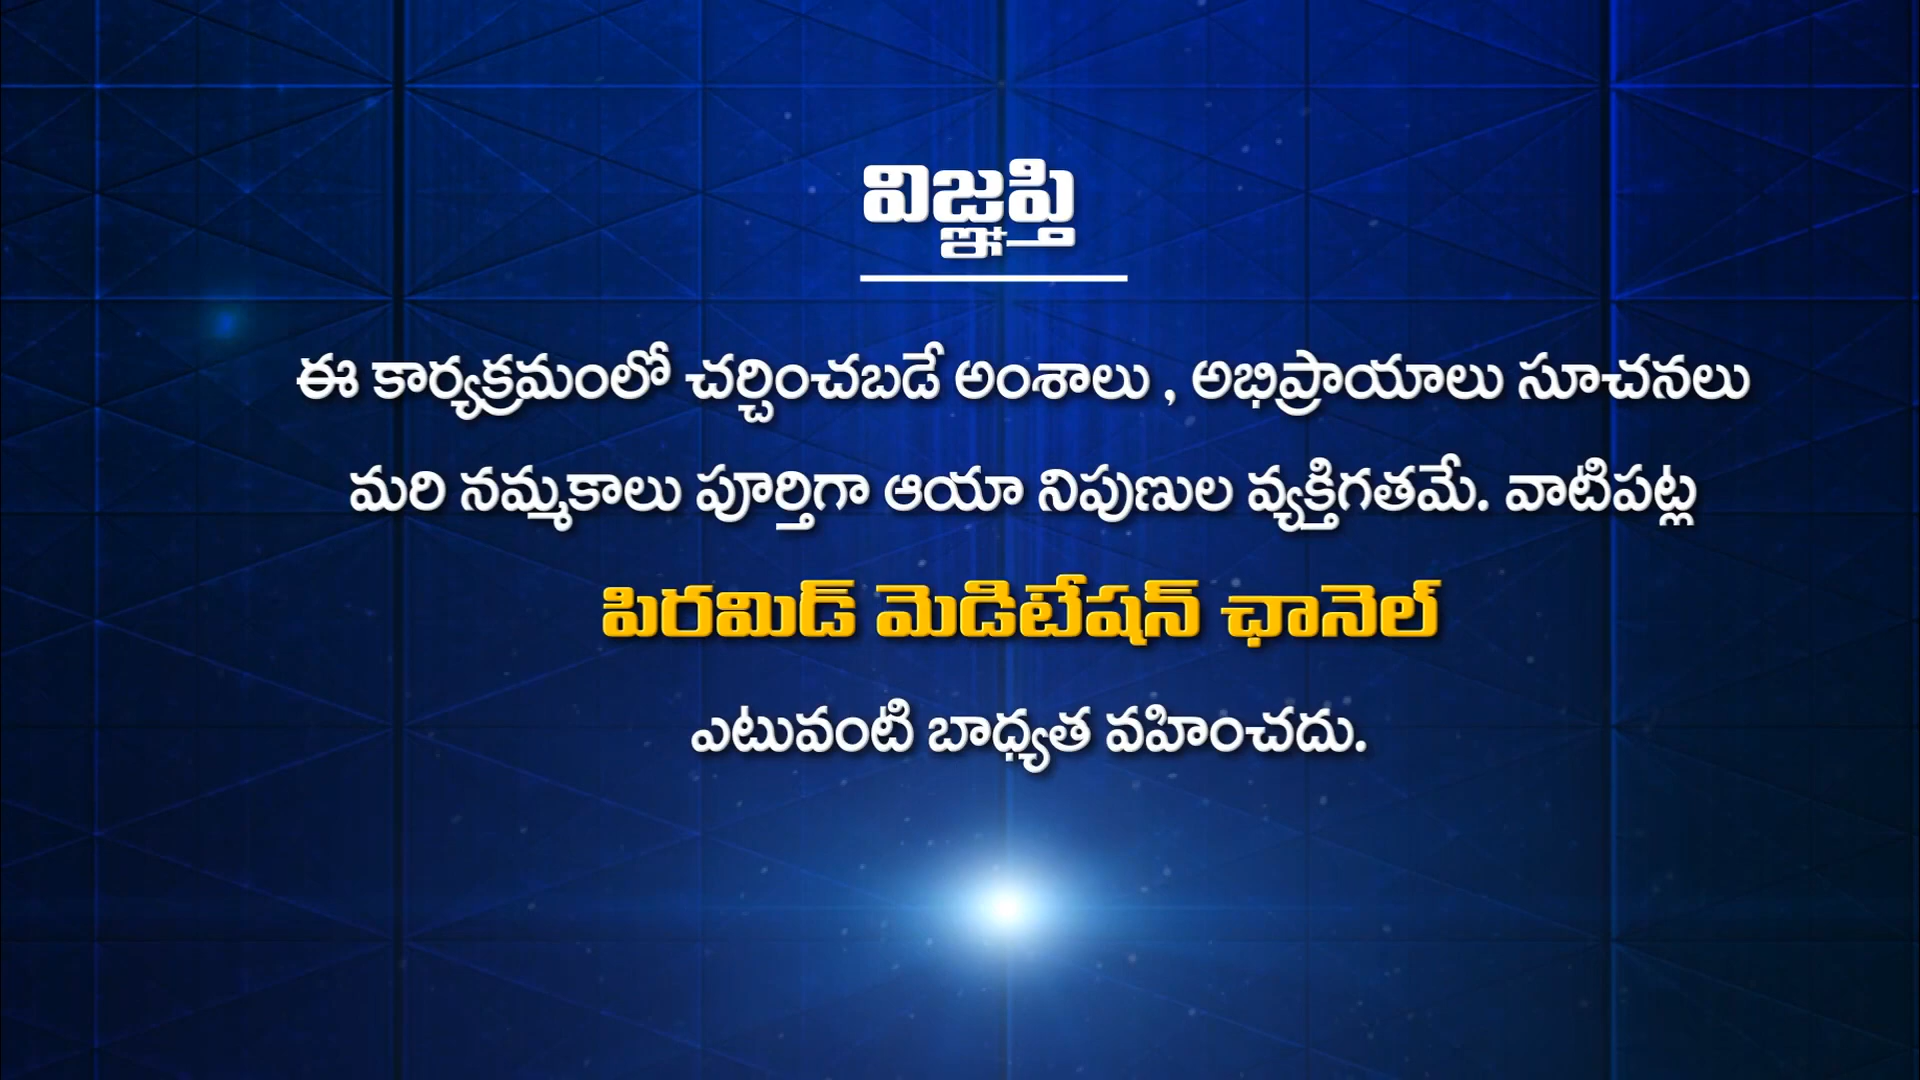 విజ్ఞప్తి
ఈ కార్యక్రమంలో చర్చించబడే అంశాలు , అభిప్రాయాలు సూచనలు
మరి నమ్మకాలు పూర్తిగా ఆయా నిపుణుల వ్యక్తిగతమే. వాటిపట్ల
పిరమిడ్ మెడిటేషన్ ఛానెల్
ఎటువంటి బాధ్యత వహించదు.